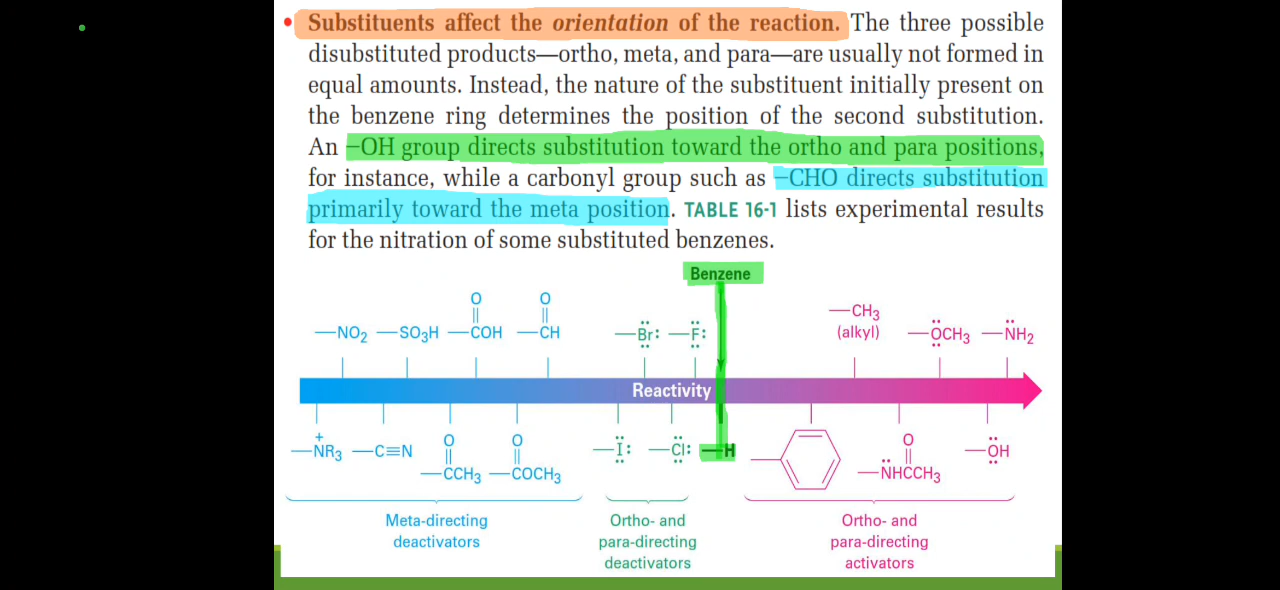 • Substituents affect the orientation of the reaction. The three possible
disubstituted products—ortho, meta, and para—are usually not formed in
equal amounts. Instead, the nature of the substituent initially present on
the benzene ring determines the position of the second substitution.
An −OH group directs substitution toward the ortho and para positions,
for instance, while a carbonyl group such as −CHO directs substitution
primarily toward the meta position. TABLE 16-1 lists experimental results
for the nitration of some substituted benzenes.
Benzene
O O
—NO₂ —SO₃H —COH —CH —Br: —F: —CH₃
(alkyl) —OCH₃ —NH₂
Reactivity
—N⁺R₃ —C≡N —CCH₃ —COCH₃ —I: —Cl: —H —NHCCH₃ —OH
O O O
Meta-directing
deactivators
Ortho- and
para-directing
deactivators
Ortho- and
para-directing
activators